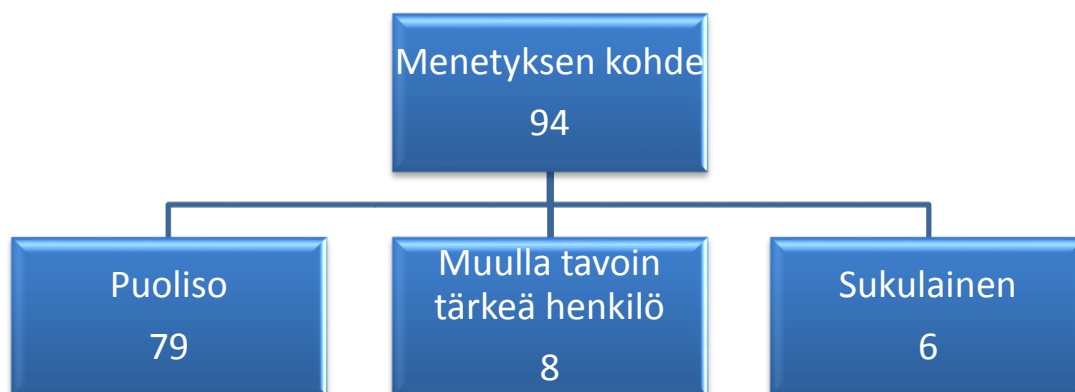 Menetyksen kohde
94
Puoliso
79
Muulla tavoin
tärkeä henkilö
8
Sukulainen
6